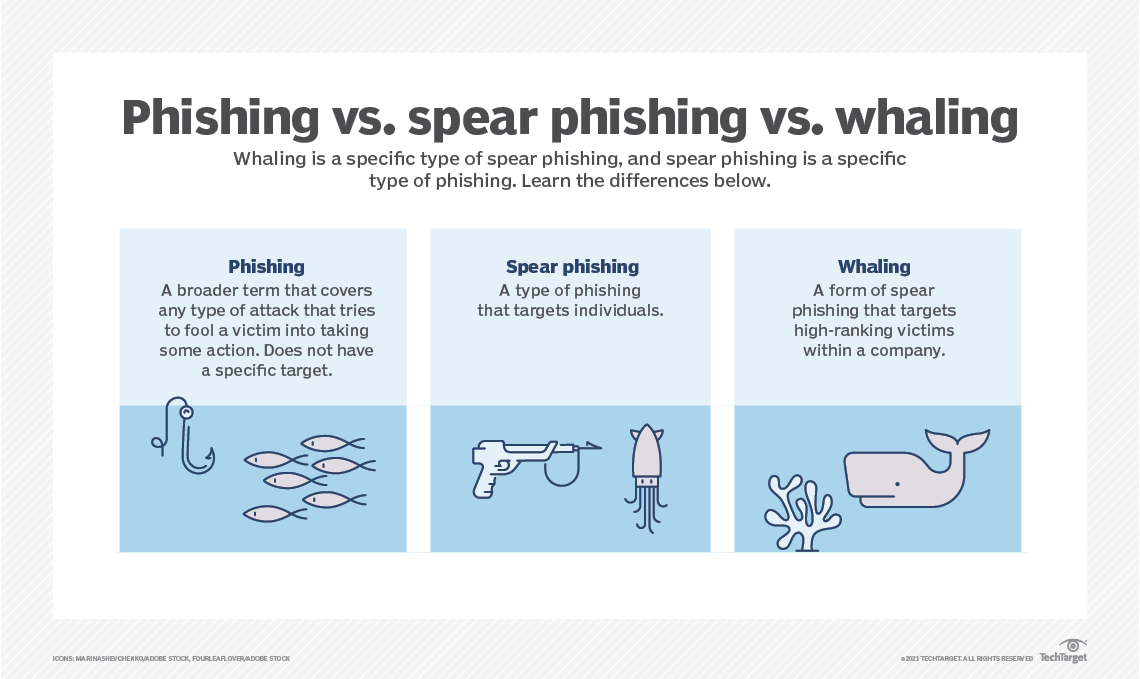 Phishing vs. spear phishing vs. whaling
Whaling is a specific type of spear phishing, and spear phishing is a specific
type of phishing. Learn the differences below.
Phishing
A broader term that covers
any type of attack that tries
to fool a victim into taking
some action. Does not have
a specific target.
Spear phishing
A type of phishing
that targets individuals.
Whaling
A form of spear
phishing that targets
high-ranking victims
within a company.
ICONS: MARINASHEVCHENKO/ADOBE STOCK, FOURLEAFLOVER/ADOBE STOCK
©2021 TECHTARGET. ALL RIGHTS RESERVED
TechTarget